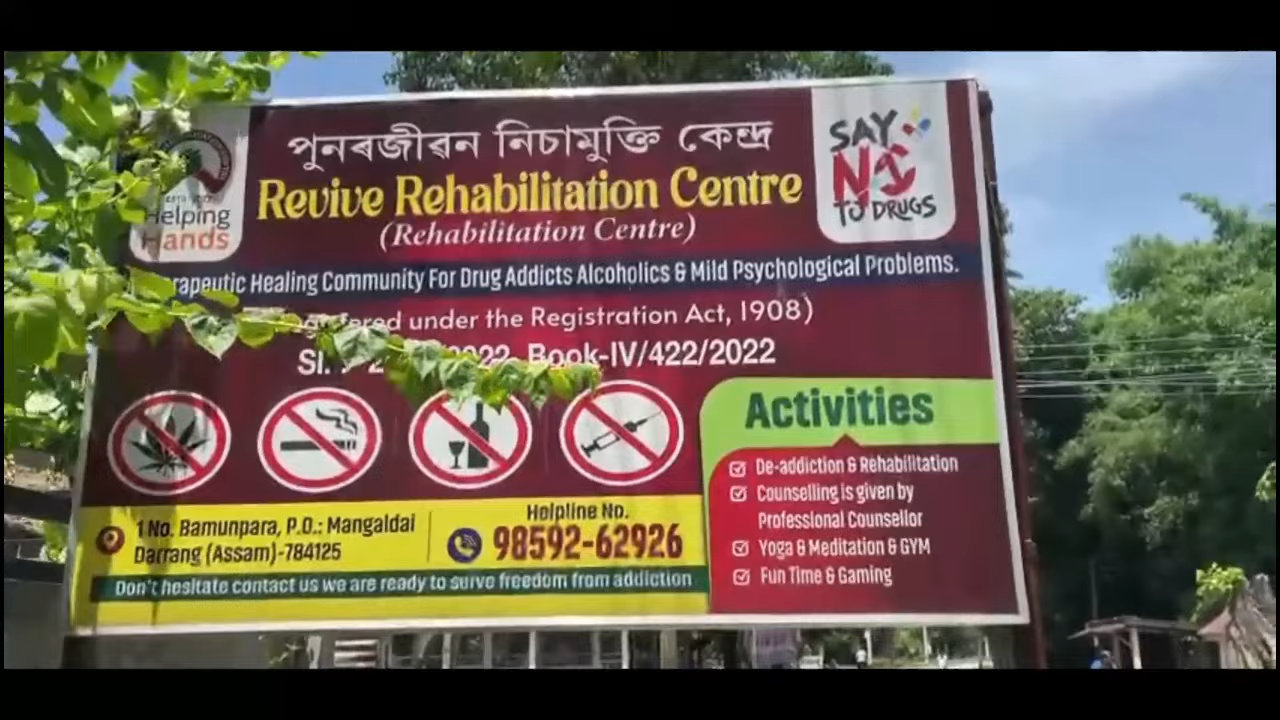 পুনৰজীৱন নিচামুক্তি কেন্দ্ৰ
Revive Rehabilitation Centre
(Rehabilitation Centre)
Helping
Hands
SAY
NO
TO DRUGS
Healing Community For Drug Addicts Alcoholics & Mild Psychological Problems.
under the Registration Act, 1908)
Book-IV/422/2022
Activities
De-addiction & Rehabilitation
Counselling is given by
Professional Counsellor
Yoga & Meditation & GYM
Fun Time & Gaming
1 No. Bamunpara, P.O.: Mangaldai
Darrang (Assam)-784125
Helpline No.
98592-62926
Don't hesitate contact us we are ready to surve freedom from addiction